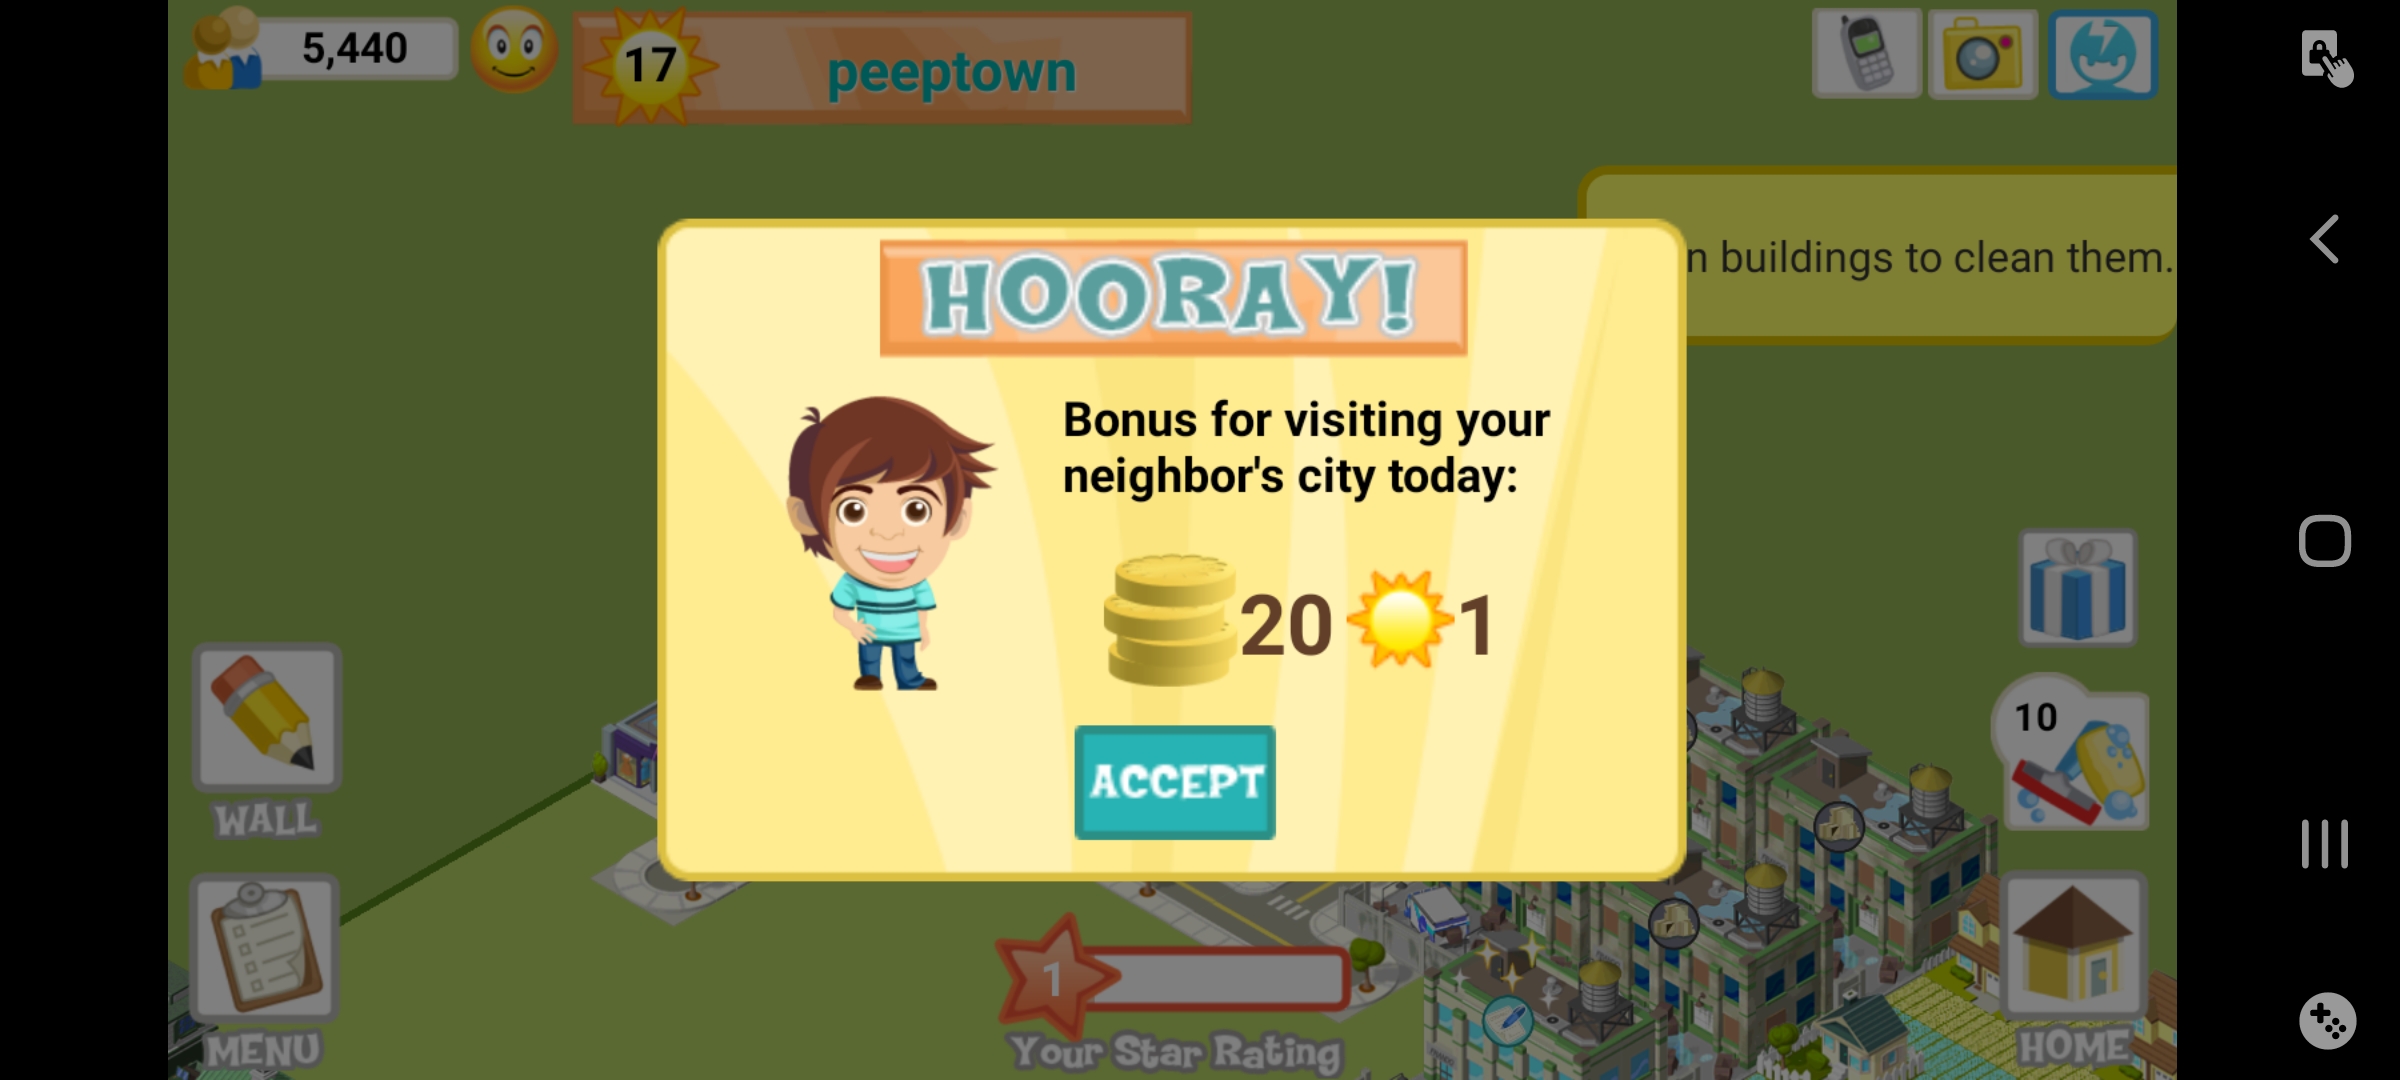 5,440
17
peeptown
n buildings to clean them.
HOORAY!
Bonus for visiting your
neighbor's city today:
20
1
ACCEPT
10
WALL
MENU
1
Your Star Rating
HOME